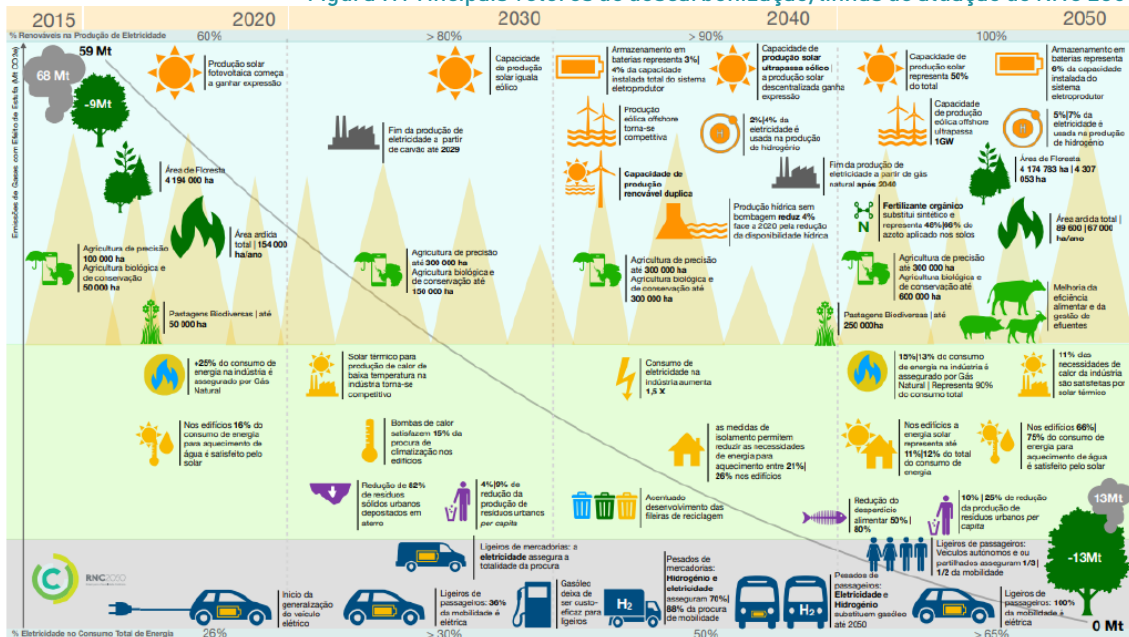 2015
2020
2030
2040
2050
% Renováveis na Produção de Eletricidade
60%
> 80%
> 90%
100%
59 Mt
68 Mt
-9Mt
Produção solar
fotovoltaica começa
a ganhar expressão
Capacidade
de produção
solar iguala
eólico
Armazenamento em
baterias representa 3%|
4% da capacidade
instalada total do sistema
eletroprodutor
Capacidade de
produção solar
ultrapassa eólico |
a produção solar
descentralizada ganha
expressão
Capacidade de
produção solar
representa 50%
do total
Armazenamento em
baterias representa
6% da capacidade
instalada do
sistema
eletroprodutor
Fim da produção de
eletricidade a partir
de carvão até 2029
Produção
eólica offshore
torna-se
competitiva
2%|4% da
eletricidade é
usada na produção
de hidrogénio
Capacidade
de produção
eólica offshore
ultrapassa
1GW
5%|7% da
eletricidade é
usada na produção
de hidrogénio
Área de Floresta
4 194 000 ha
Capacidade de
produção
renovável duplica
Fim da produção de
eletricidade a partir de gás
natural após 2040
Área de Floresta
4 174 783 ha | 4 307
053 ha
Área ardida
total | 154 000
ha/ano
Produção hídrica sem
bombagem reduz 4%
face a 2020 pela redução
da disponibilidade hídrica
N
Fertilizante orgânico
substitui sintético e
azoto aplicado nos solos
Área ardida total |
89 600 | 67 000
ha/ano
Agricultura de precisão
100 000 ha
Agricultura biológica e
de conservação
50 000 ha
Agricultura de precisão
até 300 000 ha
Agricultura biológica e
de conservação até
150 000 ha
Agricultura de precisão
até 300 000 ha
Agricultura biológica e
de conservação até
300 000 ha
Agricultura de precisão
até 300 000 ha
Agricultura biológica e
de conservação até
600 000 ha
Melhoria da
eficiência
alimentar e da
gestão de
efluentes
Pastagens Biodiversas | até
50 000 ha
Pastagens Biodiversas | até
250 000ha
+25% do consumo de
energia na indústria é
assegurado por Gás
Natural
Solar térmico para
produção de calor de
baixa temperatura na
indústria torna-se
competitivo
Consumo de
eletricidade na
indústria aumenta
1,5 X
15%|13% do consumo
de energia na indústria é
assegurado por Gás
Natural | Representa 90%
do consumo total
11% das
necessidades de
calor da indústria
são satisfeitas por
solar térmico
Nos edifícios 16% do
consumo de energia
para aquecimento de
água é satisfeito pelo
solar
Bombas de calor
satisfazem 15% da
procura de
climatização nos
edifícios
as medidas de
isolamento permitem
reduzir as necessidades
de energia para
aquecimento entre 21%|
26% nos edifícios
Nos edifícios a
energia solar
representa até
11%|12% do total
do consumo de
energia
Nos edifícios 66%|
75% do consumo de
energia para
aquecimento de água
é satisfeito pelo solar
Redução de
de resíduos
sólidos urbanos
depositados em
aterro
redução da
produção de
resíduos urbanos
per capita
Acentuado
desenvolvimento das
fileiras de reciclagem
Redução do
desperdício
alimentar 50% |
80%
10% | 25% de redução
da produção de
resíduos urbanos per
capita
13Mt
-13Mt
RNC2050
Início da
generalização
do veículo
elétrico
Ligeiros de mercadorias: a
eletricidade assegura a
totalidade da procura
Ligeiros de
passageiros: 36%
da mobilidade é
elétrica
Gasóleo
deixa de ser custo-
eficaz para
ligeiros
H2
Pesados de
mercadorias:
Hidrogénio e
eletricidade
asseguram 70%|
88% da procura
de mobilidade
H2
Pesados de
passageiros:
Eletricidade e
Hidrogénio
substituem gasóleo
até 2050
Ligeiros de passageiros:
Veículos autónomos e ou
partilhados asseguram 1/3 |
1/2 da mobilidade
Ligeiros de
passageiros: 100%
da mobilidade é
elétrica
0 Mt
% Eletricidade no Consumo Total de Energia
26%
> 30%
50%
> 65%